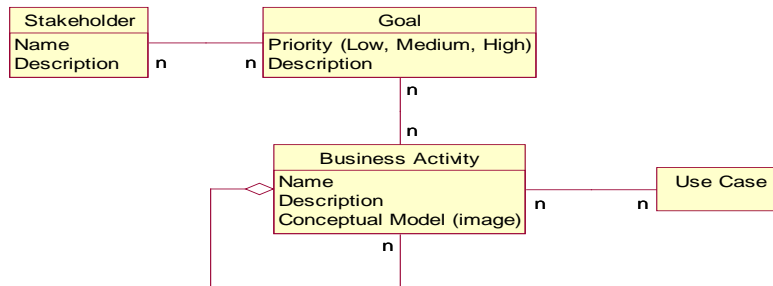 Stakeholder
Name
Description
Goal
Priority (Low, Medium, High)
Description
n
n
n
n
Business Activity
Name
Description
Conceptual Model (image)
Use Case
n
n
n